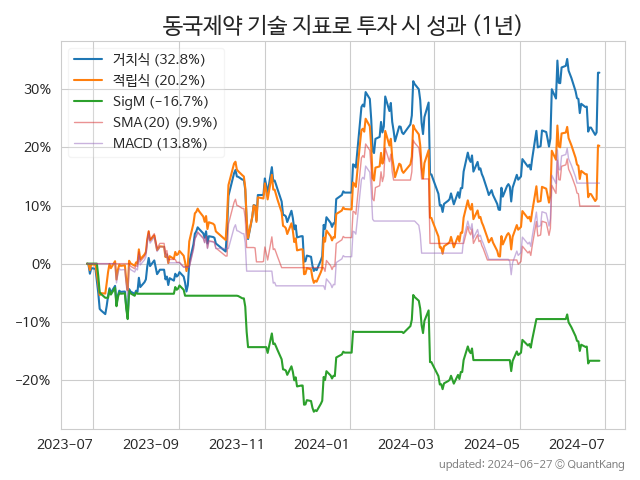 동국제약 기술 지표로 투자 시 성과 (1년)
거치식 (32.8%)
적립식 (20.2%)
SigM (−16.7%)
SMA(20) (9.9%)
MACD (13.8%)
30%
20%
10%
0%
−10%
−20%
2023-07 2023-09 2023-11 2024-01 2024-03 2024-05 2024-07
updated: 2024-06-27 © QuantKang